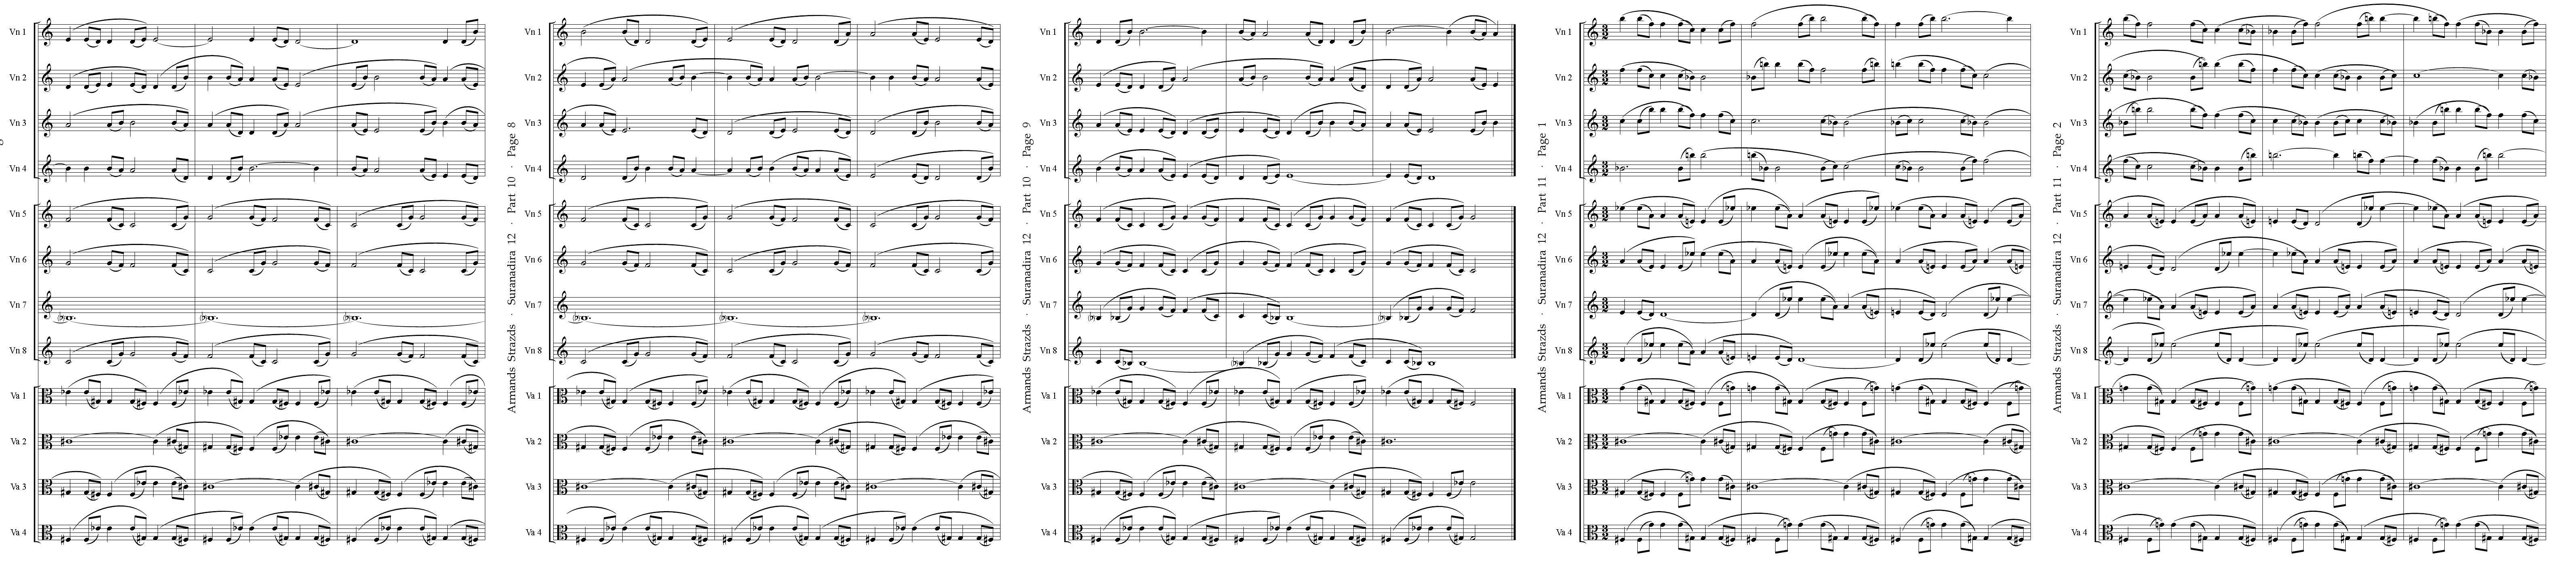 Vn 1
Vn 2
Vn 3
Vn 4
Vn 5
Vn 6
Vn 7
Vn 8
Va 1
Va 2
Va 3
Va 4
Armands Strazds · Suranadira 12 · Part 10 · Page 8
Vn 1
Vn 2
Vn 3
Vn 4
Vn 5
Vn 6
Vn 7
Vn 8
Va 1
Va 2
Va 3
Va 4
Armands Strazds · Suranadira 12 · Part 10 · Page 9
Vn 1
Vn 2
Vn 3
Vn 4
Vn 5
Vn 6
Vn 7
Vn 8
Va 1
Va 2
Va 3
Va 4
Armands Strazds · Suranadira 12 · Part 11 · Page 1
Vn 1
Vn 2
Vn 3
Vn 4
Vn 5
Vn 6
Vn 7
Vn 8
Va 1
Va 2
Va 3
Va 4
Armands Strazds · Suranadira 12 · Part 11 · Page 2
Vn 1
Vn 2
Vn 3
Vn 4
Vn 5
Vn 6
Vn 7
Vn 8
Va 1
Va 2
Va 3
Va 4